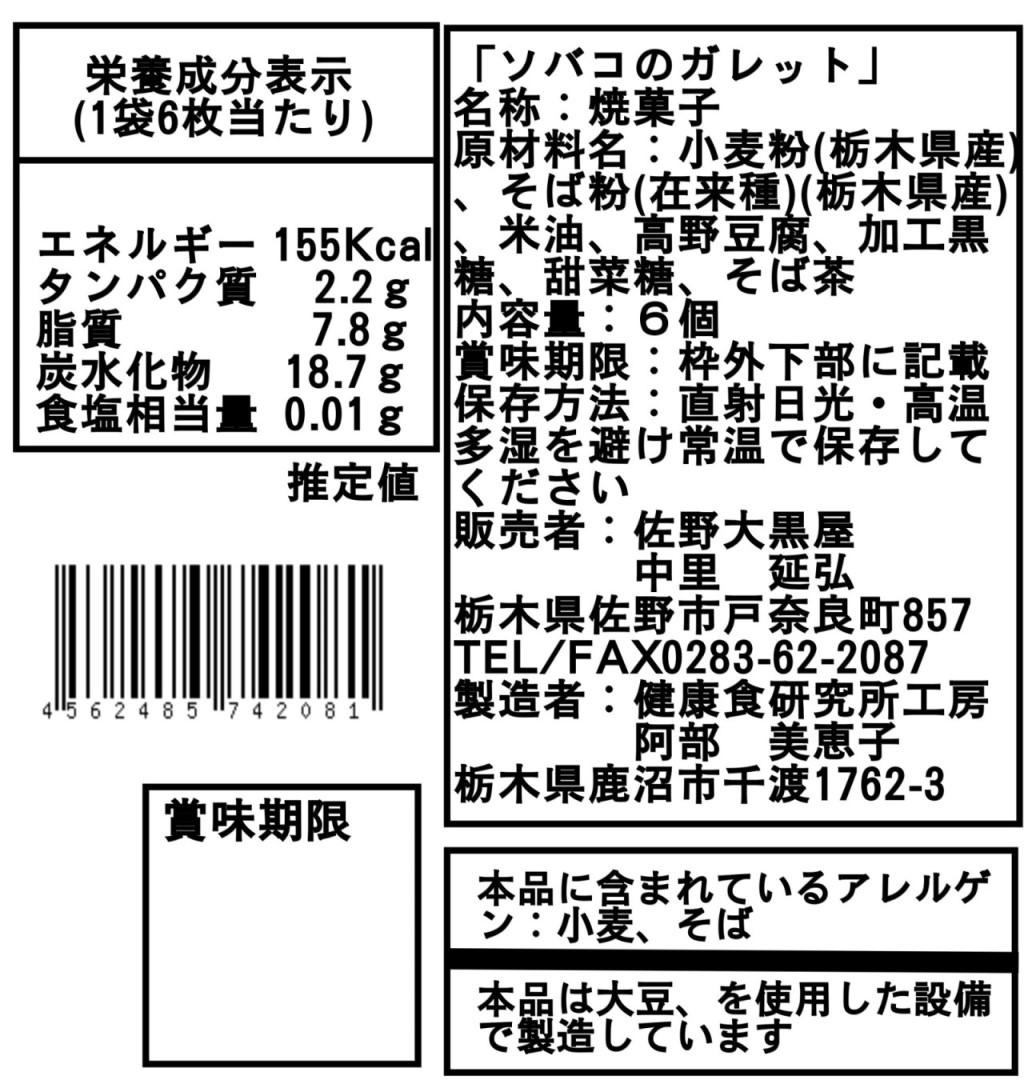 栄養成分表示
(1袋6枚当たり)
エネルギー 155Kcal
タンパク質 2.2g
脂質 7.8g
炭水化物 18.7g
食塩相当量 0.01g
推定値
4562485742081
賞味期限
「ソバコのガレット」
名称：焼菓子
原材料名：小麦粉(栃木県産)
、そば粉(在来種)(栃木県産)
、米油、高野豆腐、加工黒
糖、甜菜糖、そば茶
内容量：６個
賞味期限：枠外下部に記載
保存方法：直射日光・高温
多湿を避け常温で保存して
ください
販売者：佐野大黒屋
中里　延弘
栃木県佐野市戸奈良町857
TEL/FAX0283-62-2087
製造者：健康食研究所工房
阿部　美恵子
栃木県鹿沼市千渡1762-3
本品に含まれているアレルゲ
ン：小麦、そば
本品は大豆、を使用した設備
で製造しています